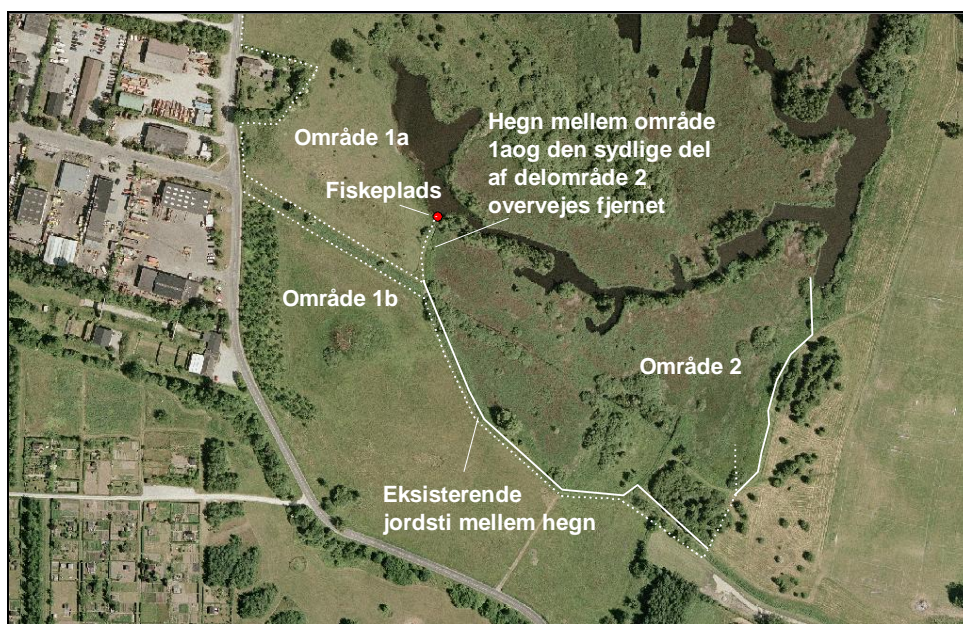 Område 1a
Hegn mellem område
1aog den sydlige del
af delområde 2
overvejes fjernet
Fiskeplads
Område 1b
Område 2
Eksisterende
jordsti mellem hegn